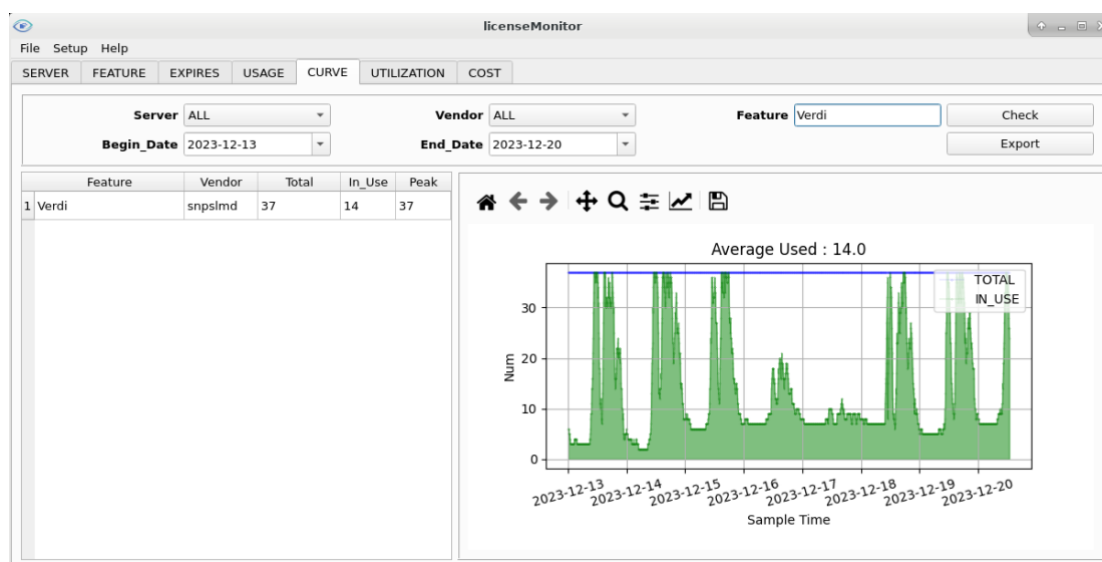 licenseMonitor
File Setup Help
SERVER FEATURE EXPIRES USAGE CURVE UTILIZATION COST
Server ALL Vendor ALL Feature Verdi Check
Begin_Date 2023-12-13 End_Date 2023-12-20 Export
Feature Vendor Total In_Use Peak
1 Verdi snpslmd 37 14 37
Average Used : 14.0
TOTAL
IN_USE
30
20
10
0
Num
2023-12-13 2023-12-14 2023-12-15 2023-12-16 2023-12-17 2023-12-18 2023-12-19 2023-12-20
Sample Time